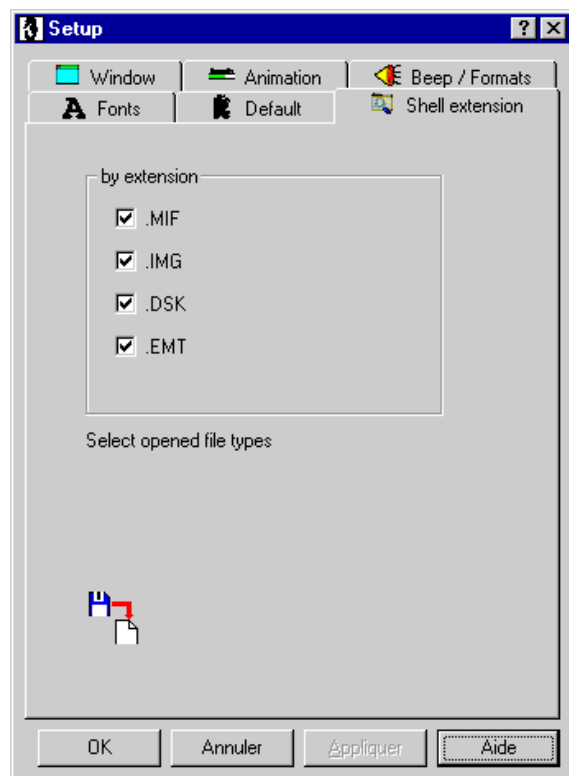 Setup
Window Animation Beep / Formats
Fonts Default Shell extension
by extension
.MIF
.IMG
.DSK
.EMT
Select opened file types
OK Annuler Appliquer Aide